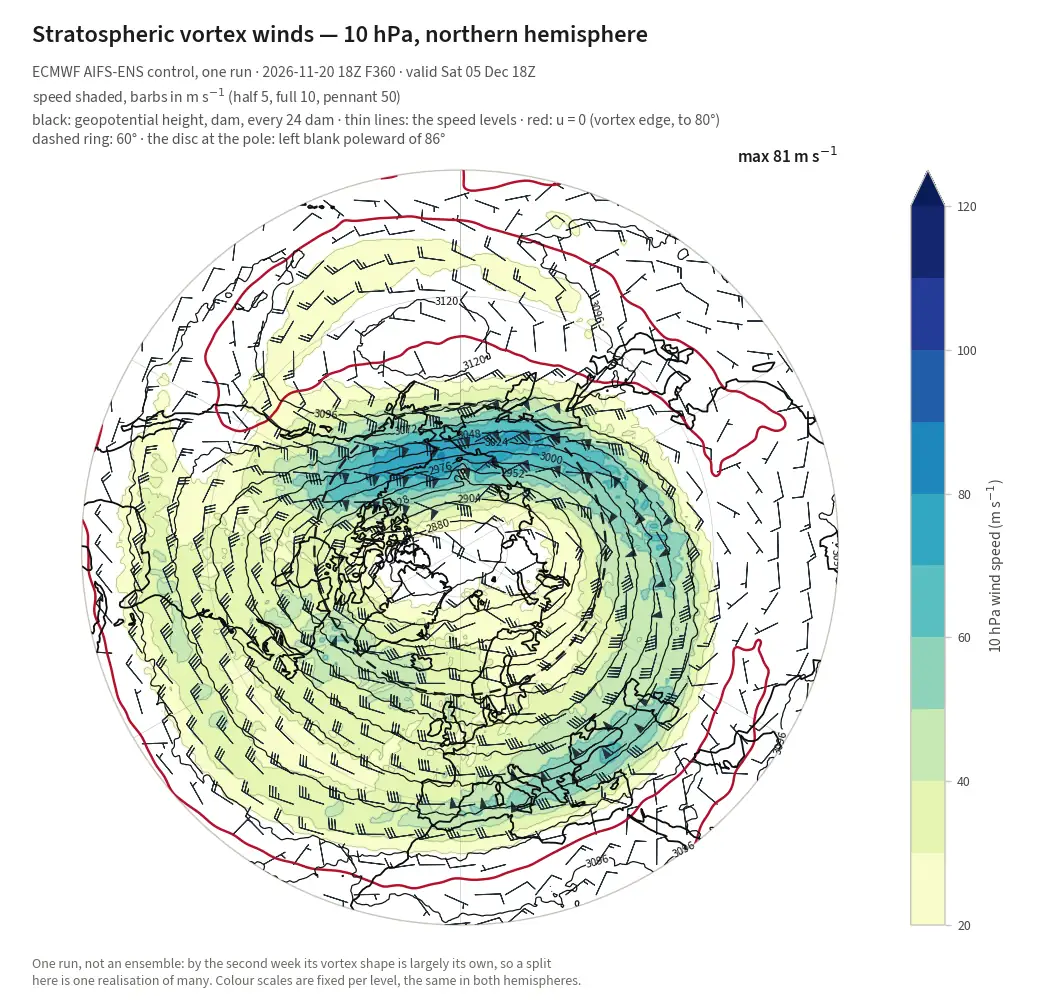 Stratospheric vortex winds — 10 hPa, northern hemisphere
ECMWF AIFS-ENS control, one run · 2026-11-20 18Z F360 · valid Sat 05 Dec 18Z
speed shaded, barbs in m s⁻¹ (half 5, full 10, pennant 50)
black: geopotential height, dam, every 24 dam · thin lines: the speed levels · red: u = 0 (vortex edge, to 80°)
dashed ring: 60° · the disc at the pole: left blank poleward of 86°
max 81 m s⁻¹
120
100
80
60
40
20
10 hPa wind speed (m s⁻¹)
3120
3096
3120
3096
3000
2976
2952
2904
2880
3096
3096
3096
One run, not an ensemble: by the second week its vortex shape is largely its own, so a split
here is one realisation of many. Colour scales are fixed per level, the same in both hemispheres.